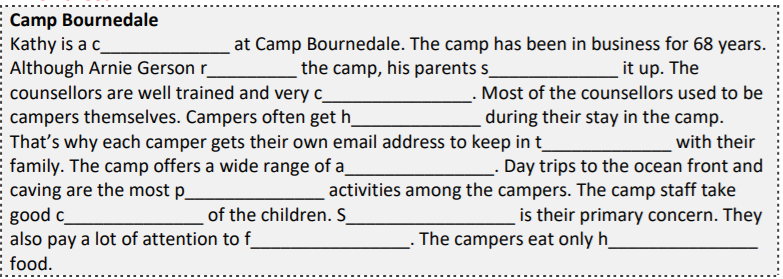 Camp Bournedale
Kathy is a c______________ at Camp Bournedale. The camp has been in business for 68 years.
Although Arnie Gerson r__________ the camp, his parents s______________ it up. The
counsellors are well trained and very c________________. Most of the counsellors used to be
campers themselves. Campers often get h______________ during their stay in the camp.
That’s why each camper gets their own email address to keep in t______________ with their
family. The camp offers a wide range of a________________. Day trips to the ocean front and
caving are the most p_______________ activities among the campers. The camp staff take
good c_______________ of the children. S__________________ is their primary concern. They
also pay a lot of attention to f_________________. The campers eat only h________________
food.